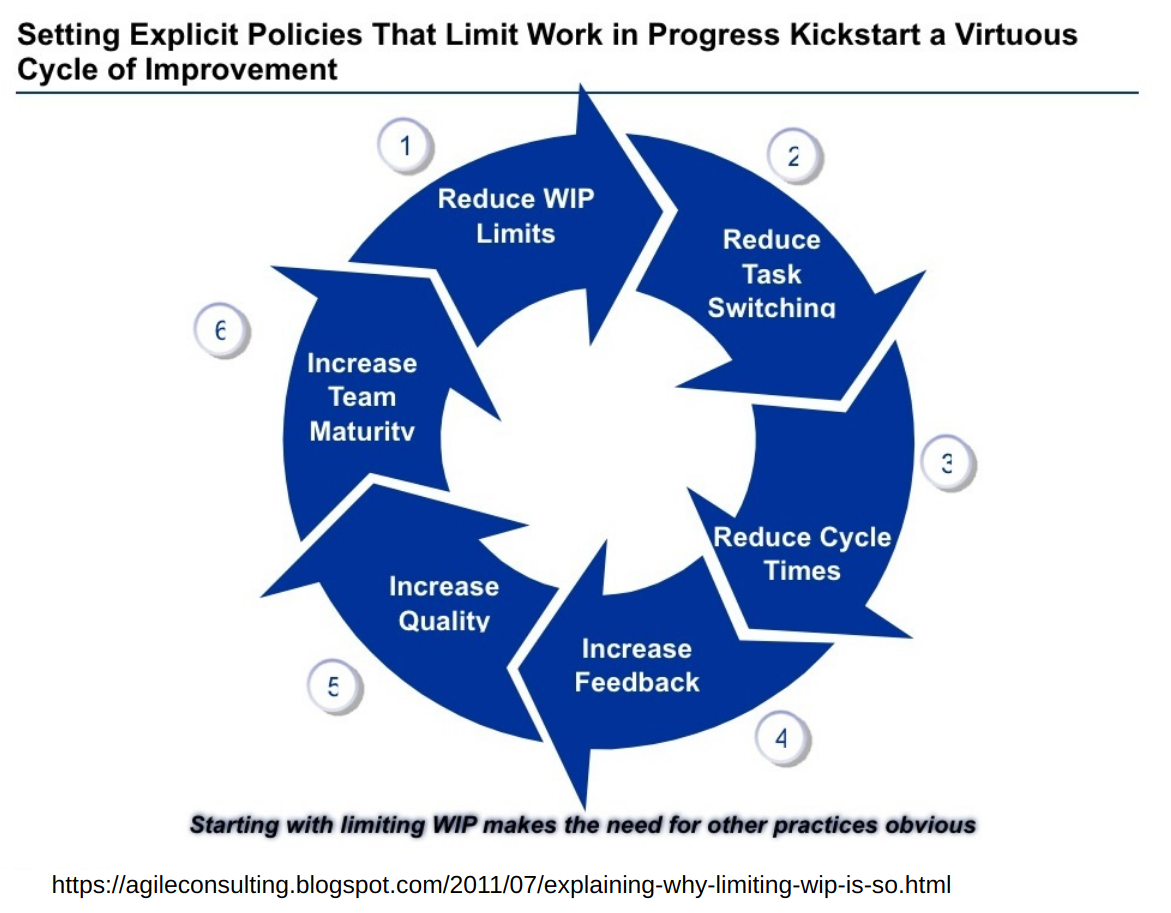 Setting Explicit Policies That Limit Work in Progress Kickstart a Virtuous
Cycle of Improvement
1
Reduce WIP
Limits
2
Reduce
Task
Switching
3
Reduce Cycle
Times
4
Increase
Feedback
5
Increase
Quality
6
Increase
Team
Maturity
Starting with limiting WIP makes the need for other practices obvious
https://agileconsulting.blogspot.com/2011/07/explaining-why-limiting-wip-is-so.html